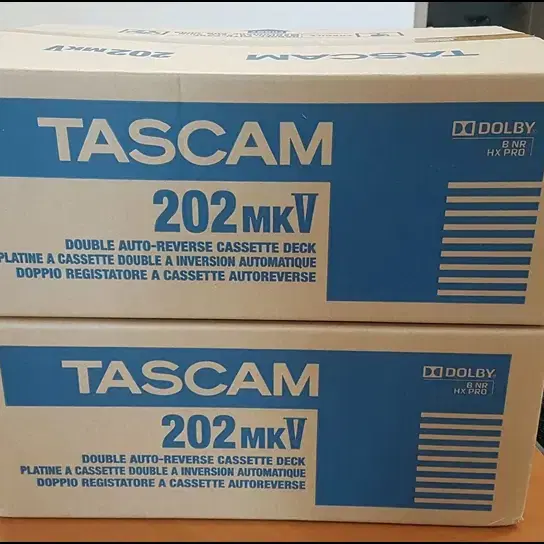 202MKV TASCAM
TASCAM
DOLBY
B NR
HX PRO
202MKV
DOUBLE AUTO-REVERSE CASSETTE DECK
PLATINE A CASSETTE DOUBLE A INVERSION AUTOMATIQUE
DOPPIO REGISTATORE A CASSETTE AUTOREVERSE
TASCAM
DOLBY
B NR
HX PRO
202MKV
DOUBLE AUTO-REVERSE CASSETTE DECK
PLATINE A CASSETTE DOUBLE A INVERSION AUTOMATIQUE
DOPPIO REGISTRATORE A CASSETTE AUTOREVERSE